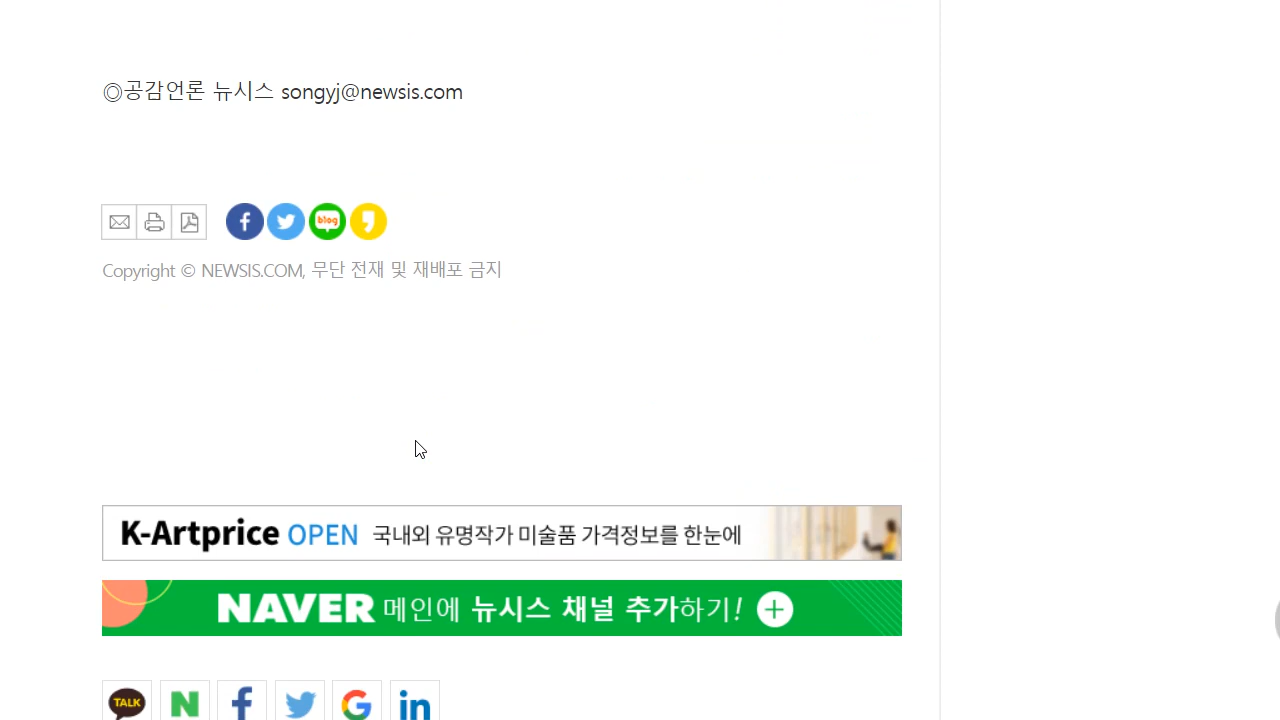 ◎공감언론 뉴시스 songyj@newsis.com
blog
Copyright © NEWSIS.COM, 무단 전재 및 재배포 금지
K-Artprice OPEN 국내외 유명작가 미술품 가격정보를 한눈에
NAVER 메인에 뉴시스 채널 추가하기!
TALK